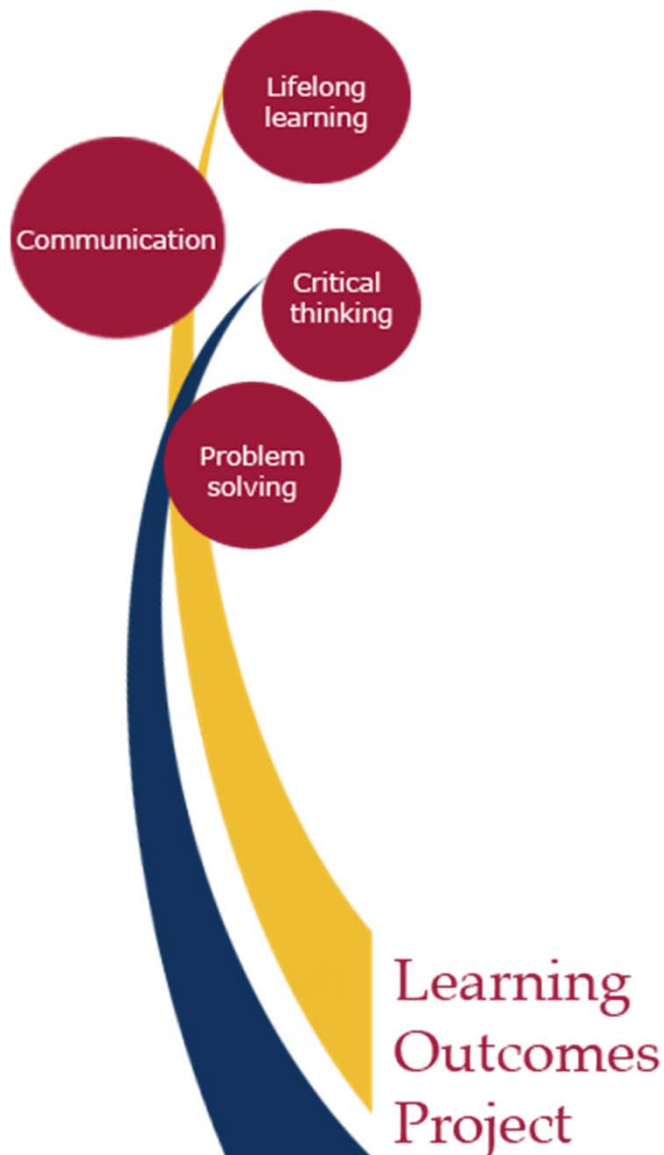 Lifelong
learning
Communication
Critical
thinking
Problem
solving
Learning
Outcomes
Project